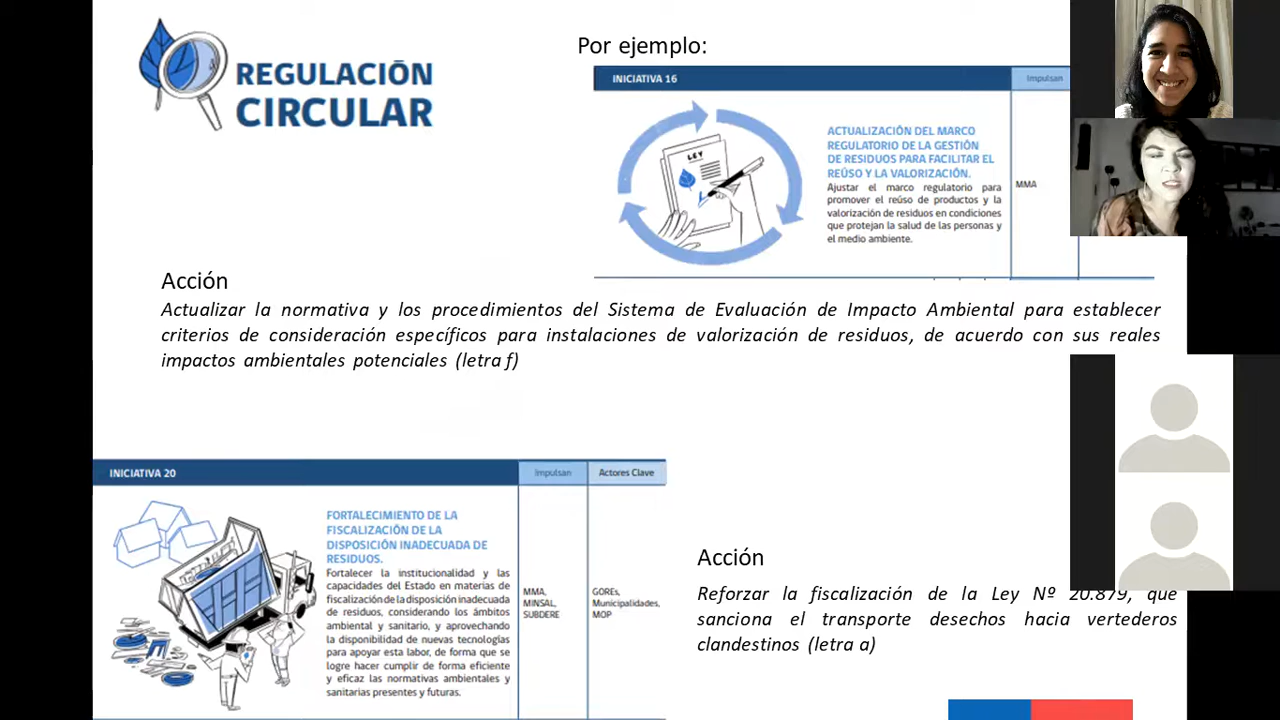 REGULACIÓN
CIRCULAR
Por ejemplo:
INICIATIVA 16
Impulsan
LEY
ACTUALIZACIÓN DEL MARCO
REGULATORIO DE LA GESTIÓN
DE RESIDUOS PARA FACILITAR EL
REÚSO Y LA VALORIZACIÓN.
Ajustar el marco regulatorio para
promover el reúso de productos y la
valorización de residuos en condiciones
que protejan la salud de las personas y
el medio ambiente.
MMA
Acción
Actualizar la normativa y los procedimientos del Sistema de Evaluación de Impacto Ambiental para establecer
criterios de consideración específicos para instalaciones de valorización de residuos, de acuerdo con sus reales
impactos ambientales potenciales (letra f)
INICIATIVA 20
Impulsan
Actores Clave
FORTALECIMIENTO DE LA
FISCALIZACIÓN DE LA
DISPOSICIÓN INADECUADA DE
RESIDUOS.
Fortalecer la institucionalidad y las
capacidades del Estado en materias de
fiscalización de la disposición inadecuada
de residuos, considerando los ámbitos
ambiental y sanitario, y aprovechando
la disponibilidad de nuevas tecnologías
para apoyar esta labor, de forma que se
logre hacer cumplir de forma eficiente
y eficaz las normativas ambientales y
sanitarias presentes y futuras.
MMA,
MINSAL,
SUBDERE
GOREs,
Municipalidades,
MOP
Acción
Reforzar la fiscalización de la Ley Nº 20.879, que
sanciona el transporte desechos hacia vertederos
clandestinos (letra a)